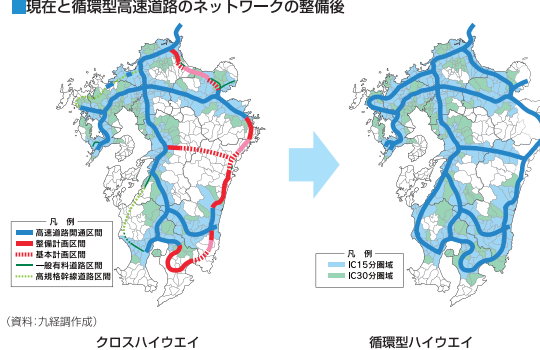 ■現在と循環型高速道路のネットワークの整備後
凡　例
高速道路開通区間
整備計画区間
基本計画区間
一般有料道路区間
高規格幹線道路区間
凡　例
IC15分圏域
IC30分圏域
（資料：九経調作成）
クロスハイウエイ
循環型ハイウエイ